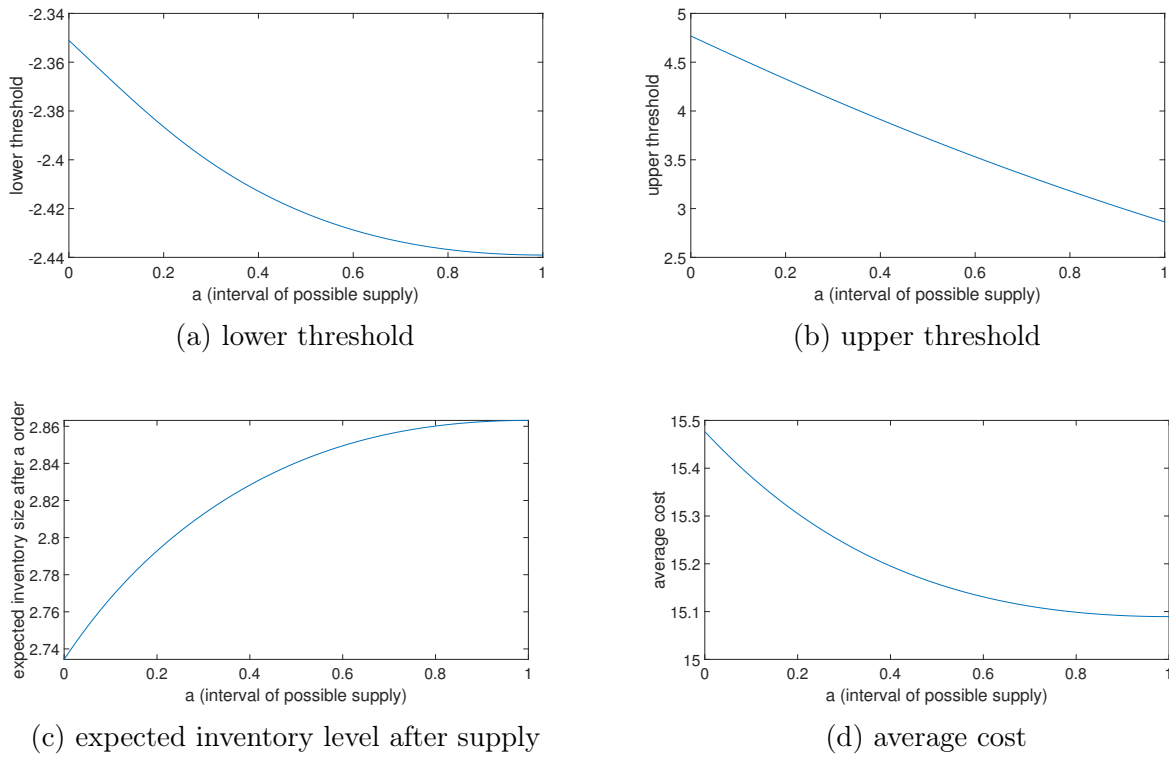 -2.34
-2.36
-2.38
-2.4
-2.42
-2.44
lower threshold
0 0.2 0.4 0.6 0.8 1
a (interval of possible supply)
(a) lower threshold
5
4.5
4
3.5
3
2.5
upper threshold
0 0.2 0.4 0.6 0.8 1
a (interval of possible supply)
(b) upper threshold
2.86
2.84
2.82
2.8
2.78
2.76
2.74
expected inventory size after a order
0 0.2 0.4 0.6 0.8 1
a (interval of possible supply)
(c) expected inventory level after supply
15.5
15.4
15.3
15.2
15.1
15
average cost
0 0.2 0.4 0.6 0.8 1
a (interval of possible supply)
(d) average cost